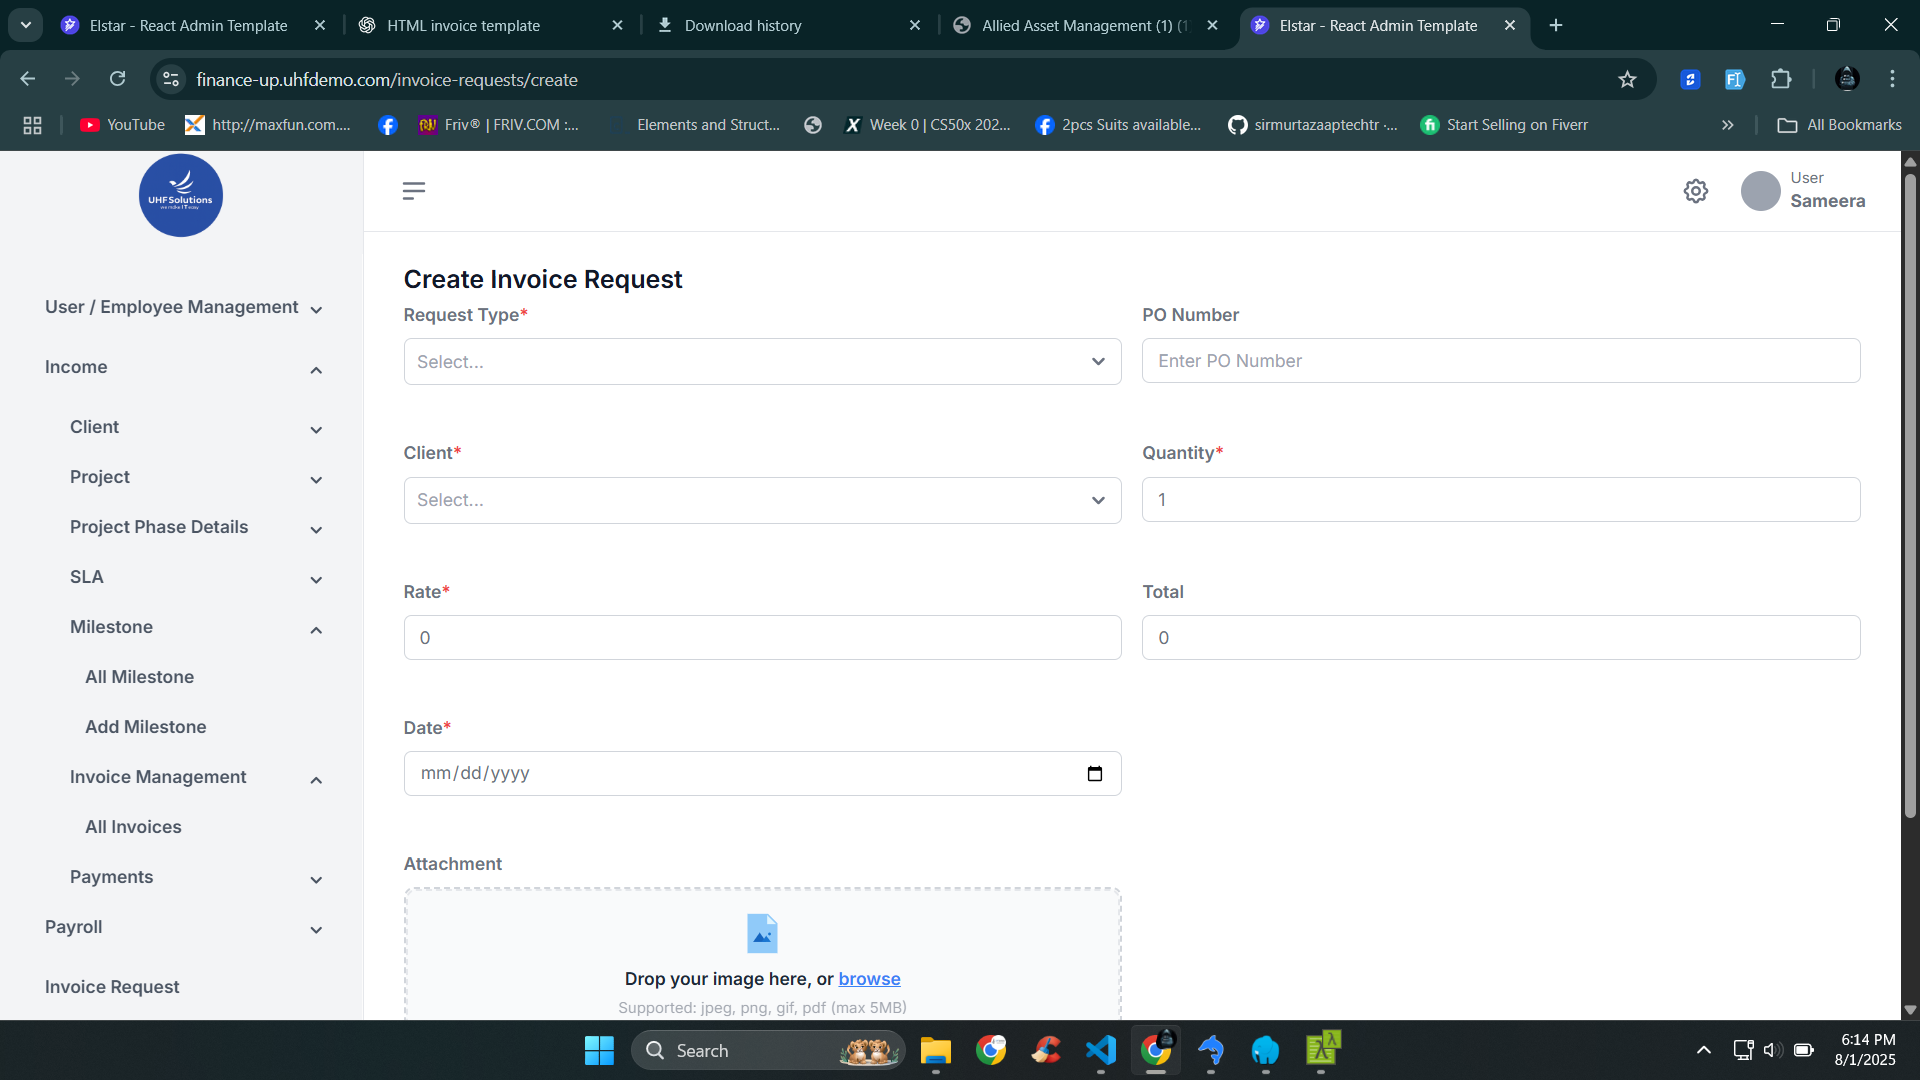 Elstar - React Admin Template
HTML invoice template
Download history
Allied Asset Management (1) (1
Elstar - React Admin Template
finance-up.uhfdemo.com/invoice-requests/create
YouTube
http://maxfun.com....
Friv® | FRIV.COM :...
Elements and Struct...
Week 0 | CS50x 202...
2pcs Suits available...
sirmurtazaaptechtr ·...
Start Selling on Fiverr
All Bookmarks
UHFSolutions
we make IT easy
User
Sameera
User / Employee Management
Income
Client
Project
Project Phase Details
SLA
Milestone
All Milestone
Add Milestone
Invoice Management
All Invoices
Payments
Payroll
Invoice Request
Create Invoice Request
Request Type*
PO Number
Select...
Enter PO Number
Client*
Quantity*
Select...
1
Rate*
Total
0
0
Date*
mm/dd/yyyy
Attachment
Drop your image here, or browse
Supported: jpeg, png, gif, pdf (max 5MB)
Search
6:14 PM
8/1/2025